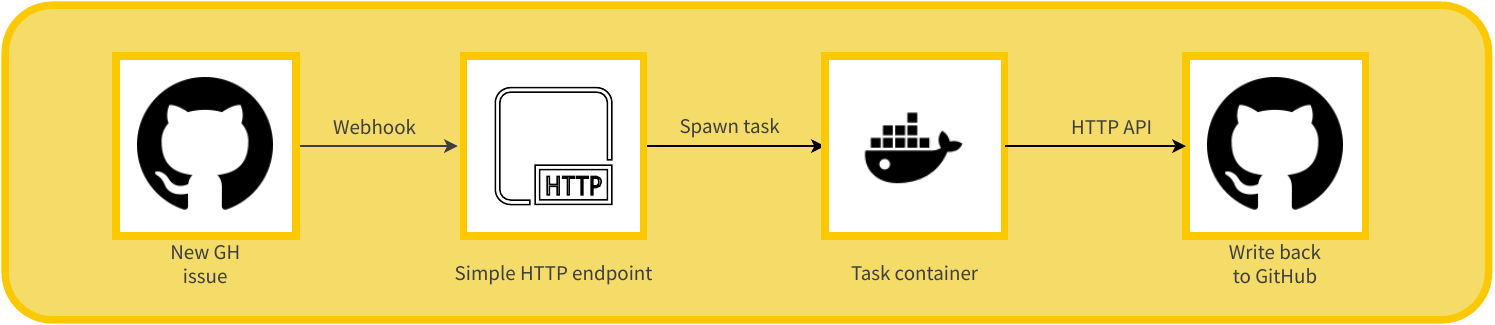 Webhook
Spawn task
HTTP API
HTTP
New GH
issue
Simple HTTP endpoint
Task container
Write back
to GitHub